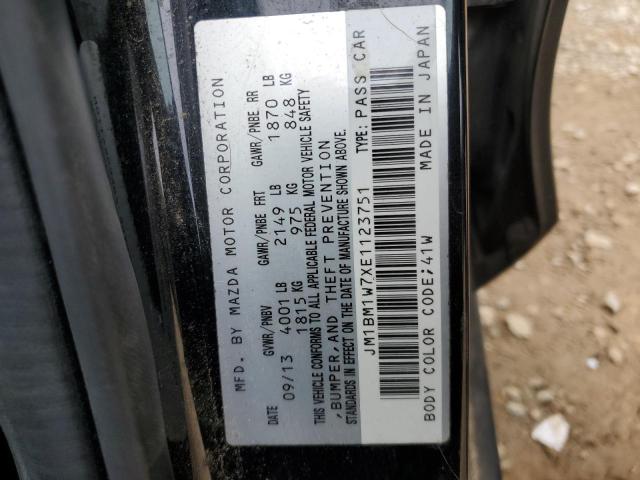 MFD. BY MAZDA MOTOR CORPORATION
DATE GVWR/PNBV GAWR/PNBE FRT GAWR/PNBE RR
09/13 4001 LB 2149 LB 1870 LB
1815 KG 975 KG 848 KG
THIS VEHICLE CONFORMS TO ALL APPLICABLE FEDERAL MOTOR VEHICLE SAFETY
, BUMPER, AND THEFT PREVENTION
STANDARDS IN EFFECT ON THE DATE OF MANUFACTURE SHOWN ABOVE.
JM1BM1W7XE1123751 TYPE: PASS CAR
BODY COLOR CODE;41W MADE IN JAPAN